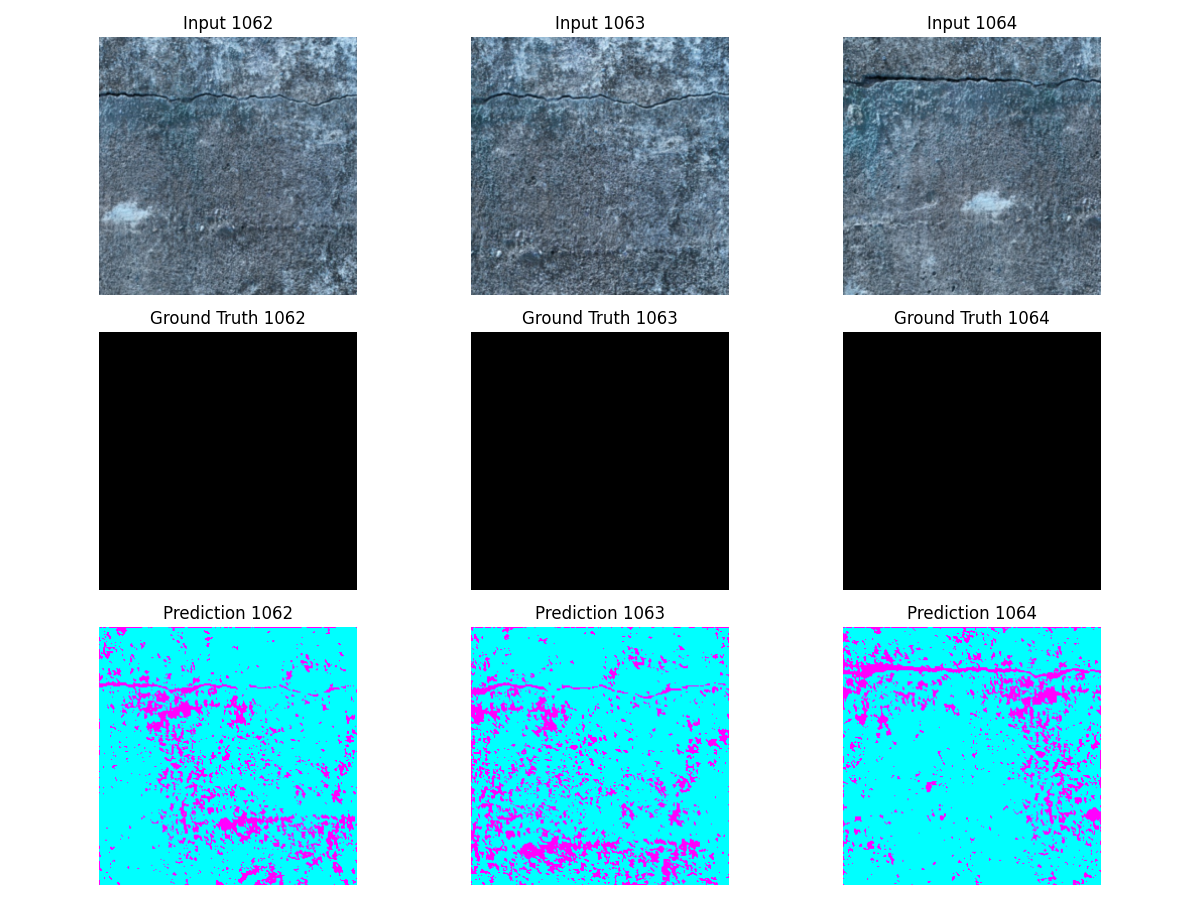 Input 1062
Input 1063
Input 1064
Ground Truth 1062
Ground Truth 1063
Ground Truth 1064
Prediction 1062
Prediction 1063
Prediction 1064